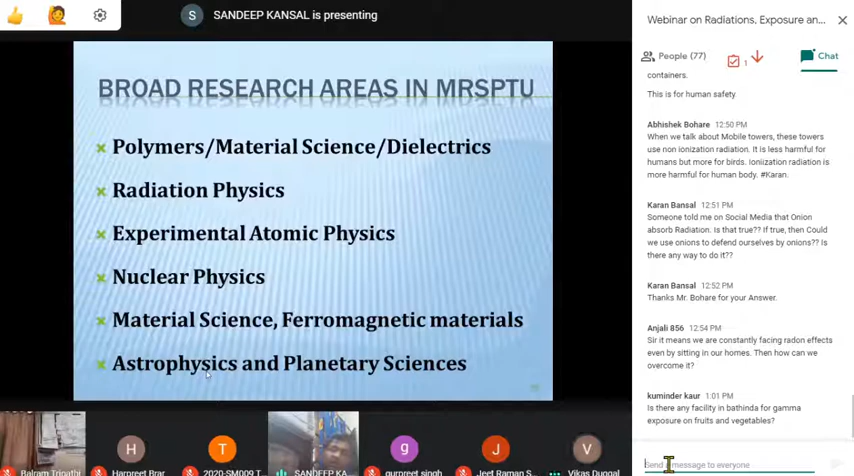 SANDEEP KANSAL is presenting
BROAD RESEARCH AREAS IN MRSPTU
Polymers/Material Science/Dielectrics
Radiation Physics
Experimental Atomic Physics
Nuclear Physics
Material Science, Ferromagnetic materials
Astrophysics and Planetary Sciences
Balram Tripathi
H
Harpreet Brar
T
2020-SM009 T
SANDEEP KA
g
gurpreet singh
J
Jeet Raman S
V
Vikas Duggal
Webinar on Radiations, Exposure an...
People (77)
1
Chat
containers.
This is for human safety.
Abhishek Bohare 12:50 PM
When we talk about Mobile towers, these towers
use non ionization radiation. It is less harmful for
humans but more for birds. Ioniization radiation is
more harmful for human body. #Karan.
Karan Bansal 12:51 PM
Someone told me on Social Media that Onion
absorb Radiation. Is that true?? If true, then Could
we use onions to defend ourselves by onions?? Is
there any way to do it??
Karan Bansal 12:52 PM
Thanks Mr. Bohare for your Answer.
Anjali 856 12:54 PM
Sir it means we are constantly facing radon effects
even by sitting in our homes. Then how can we
overcome it?
kuminder kaur 1:01 PM
Is there any facility in bathinda for gamma
exposure on fruits and vegetables?
Send a message to everyone